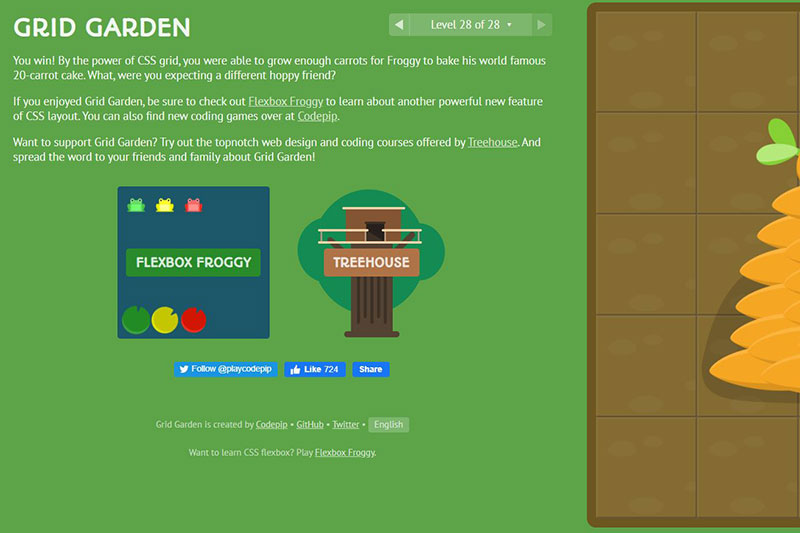 GRID GARDEN
Level 28 of 28
You win! By the power of CSS grid, you were able to grow enough carrots for Froggy to bake his world famous
20-carrot cake. What, were you expecting a different hoppy friend?
If you enjoyed Grid Garden, be sure to check out Flexbox Froggy to learn about another powerful new feature
of CSS layout. You can also find new coding games over at Codepip.
Want to support Grid Garden? Try out the topnotch web design and coding courses offered by Treehouse. And
spread the word to your friends and family about Grid Garden!
FLEXBOX FROGGY
TREEHOUSE
Follow @playcodepip
Like 724
Share
Grid Garden is created by Codepip • GitHub • Twitter • English
Want to learn CSS flexbox? Play Flexbox Froggy.